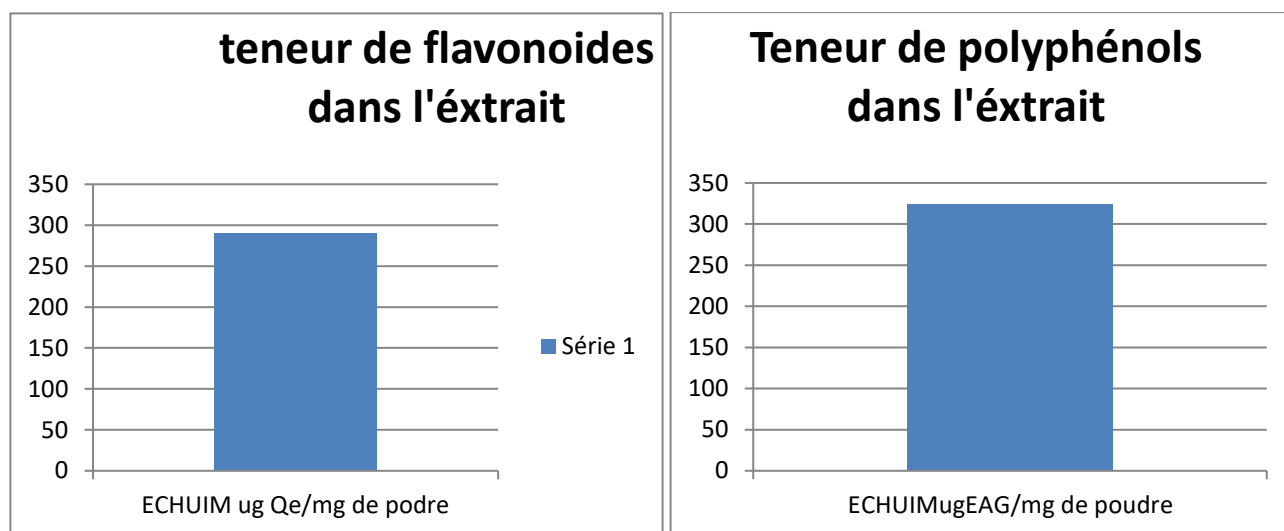 teneur de flavonoides
dans l'éxtrait
350
300
250
200
150
100
50
0
ECHUIM ug Qe/mg de podre
Série 1
Teneur de polyphénols
dans l'éxtrait
350
300
250
200
150
100
50
0
ECHUIMugEAG/mg de poudre